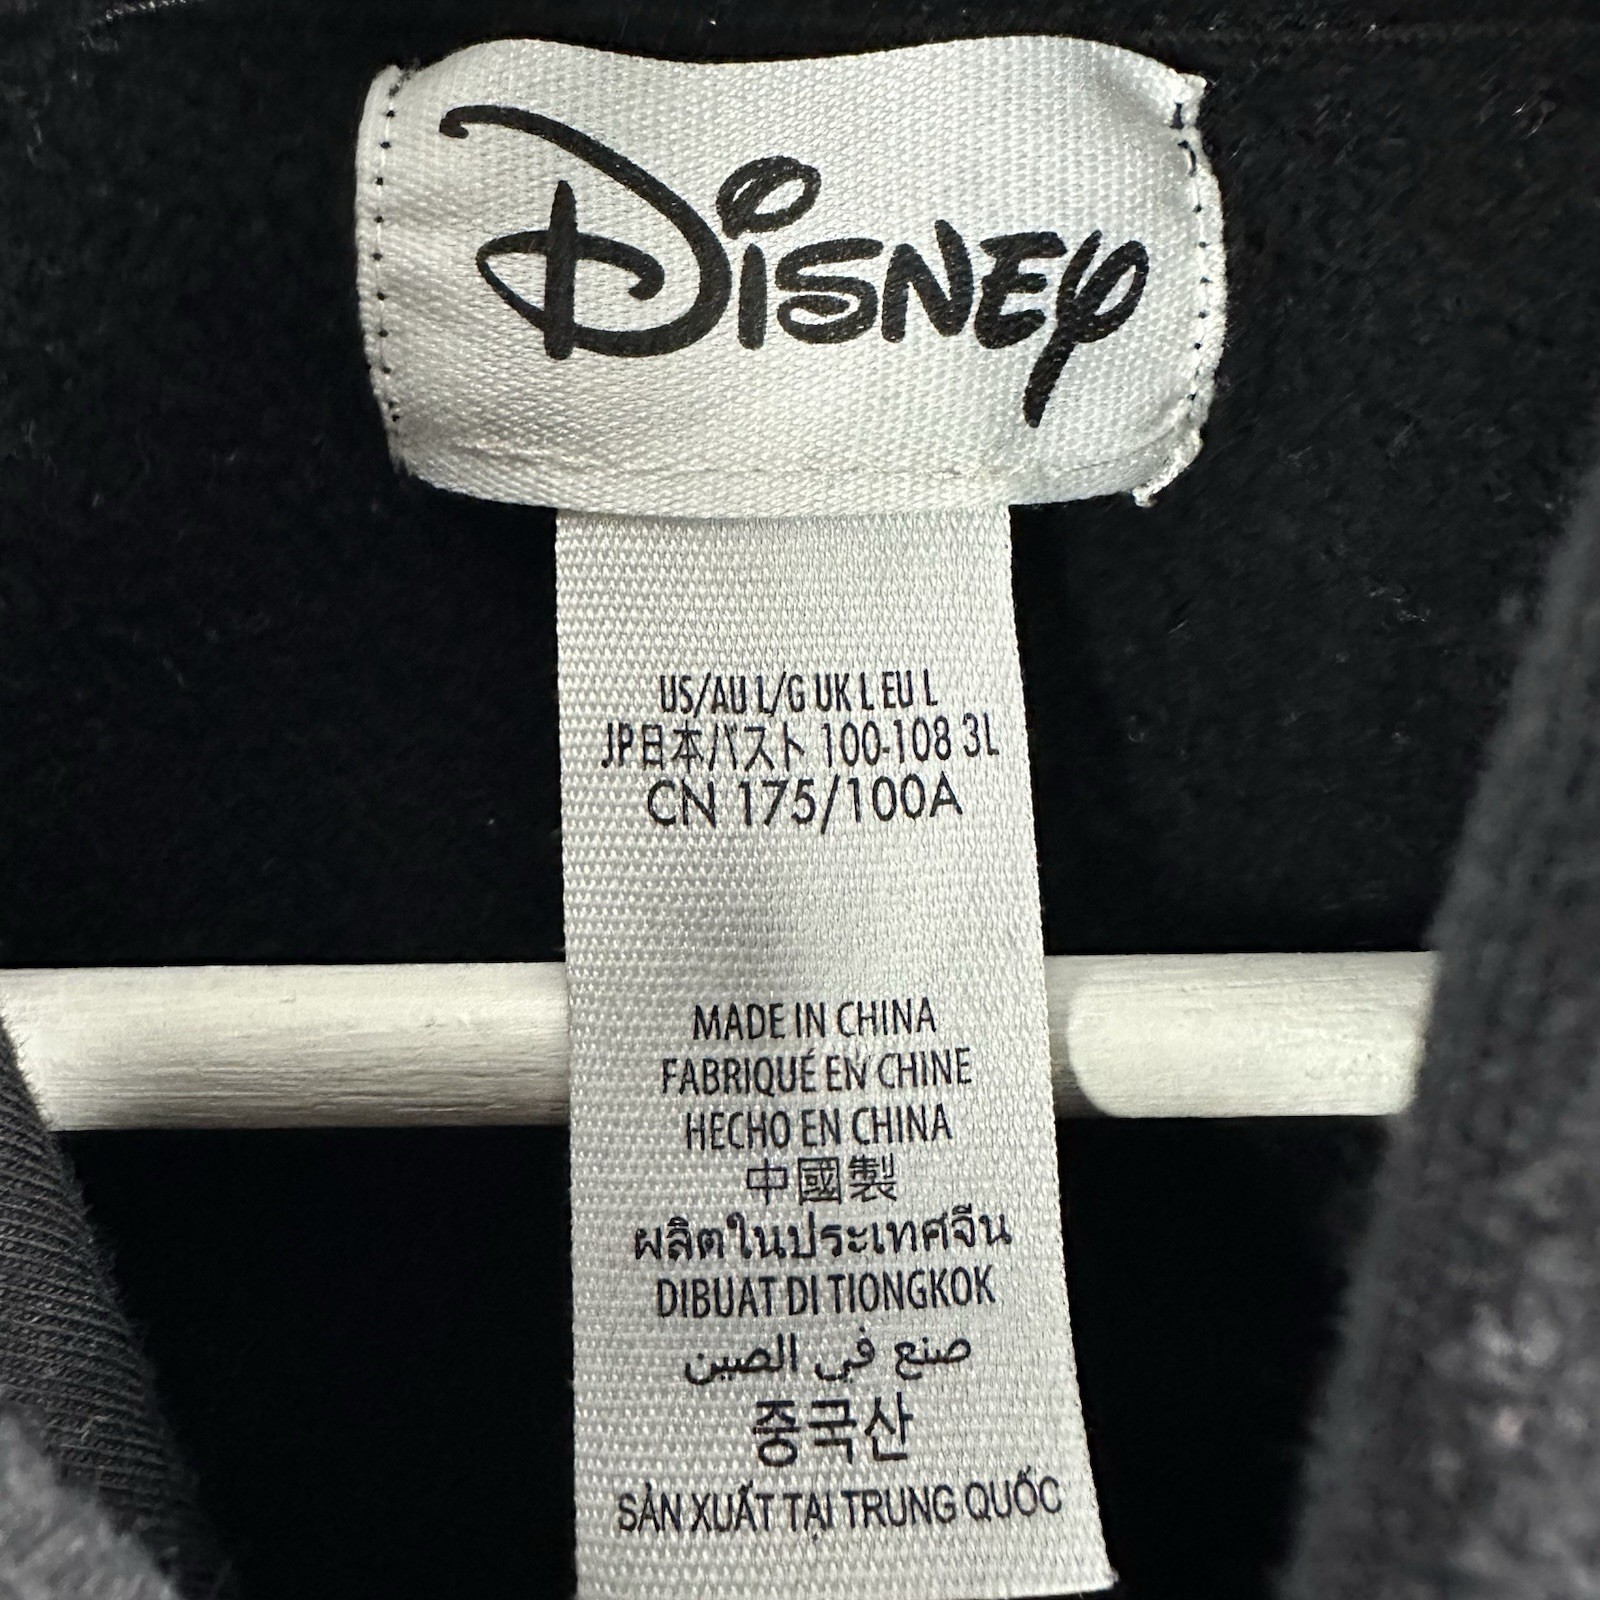 Disney
US/AU L/G UK L EU L
JP日本バスト 100-108 3L
CN 175/100A
MADE IN CHINA
FABRIQUÉ EN CHINE
HECHO EN CHINA
中國製
ผลิตในประเทศจีน
DIBUAT DI TIONGKOK
صنع في الصين
중국산
SẢN XUẤT TẠI TRUNG QUỐC